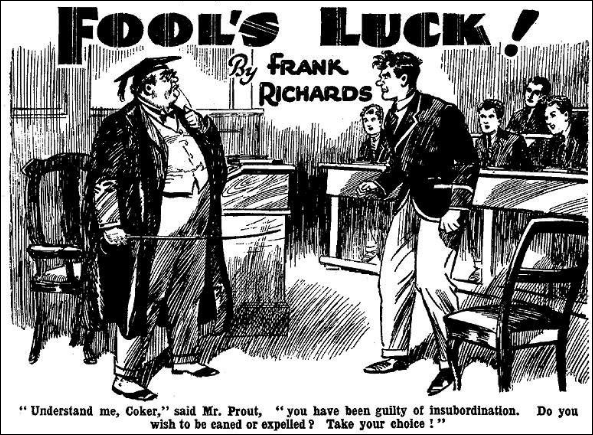 FOOL'S LUCK!
By FRANK
RICHARDS
"Understand me, Coker," said Mr. Prout, "you have been guilty of insubordination. Do you
wish to be caned or expelled? Take your choice!"